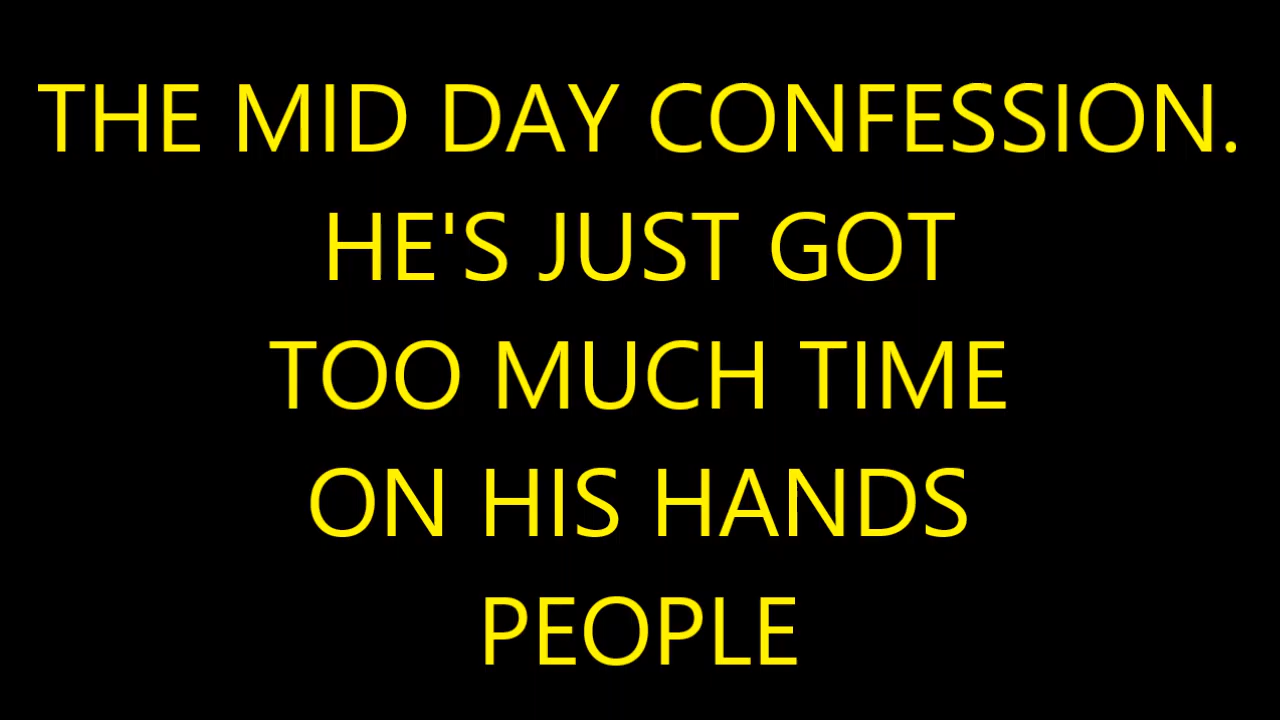 THE MID DAY CONFESSION.
HE'S JUST GOT
TOO MUCH TIME
ON HIS HANDS
PEOPLE